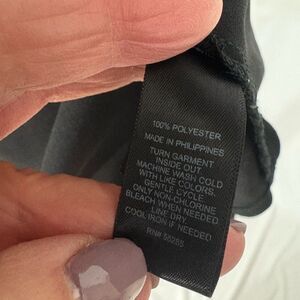 100% POLYESTER
MADE IN PHILIPPINES
TURN GARMENT
INSIDE OUT
MACHINE WASH COLD
WITH LIKE COLORS
GENTLE CYCLE
ONLY NON-CHLORINE
BLEACH WHEN NEEDED
LINE DRY
COOL IRON IF NEEDED
RN#